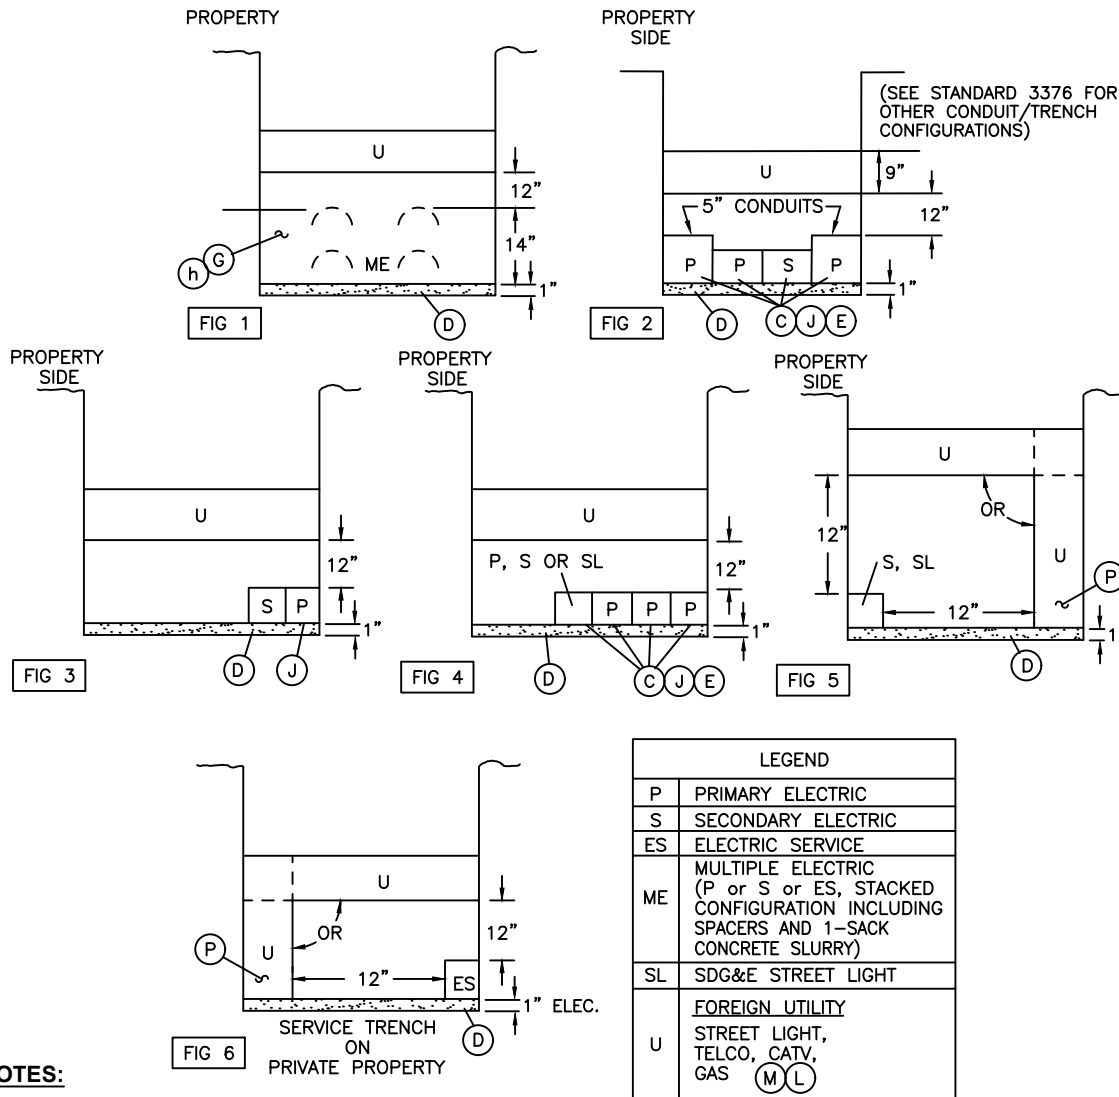 PROPERTY
U
12"
14"
ME
h G
1"
FIG 1
D
PROPERTY
SIDE
(SEE STANDARD 3376 FOR
OTHER CONDUIT/TRENCH
CONFIGURATIONS)
U
9"
12"
5" CONDUITS
P P S P
1"
FIG 2
D
C J E
PROPERTY
SIDE
U
12"
S P
1"
FIG 3
D
J
PROPERTY
SIDE
U
P, S OR SL
12"
P P P
1"
FIG 4
D
C J E
PROPERTY
SIDE
U
OR
12"
S, SL
U
P
12"
1
FIG 5
D
U
OR
P
U
12"
12"
ES
1" ELEC.
D
SERVICE TRENCH
ON
PRIVATE PROPERTY
FIG 6
LEGEND
P PRIMARY ELECTRIC
S SECONDARY ELECTRIC
ES ELECTRIC SERVICE
ME MULTIPLE ELECTRIC
(P or S or ES, STACKED
CONFIGURATION INCLUDING
SPACERS AND 1-SACK
CONCRETE SLURRY)
SL SDG&E STREET LIGHT
U FOREIGN UTILITY
STREET LIGHT,
TELCO, CATV,
GAS M L
OTES: